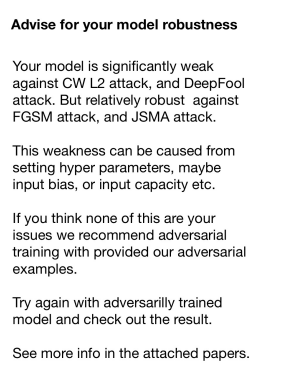 Advise for your model robustness
Your model is significantly weak
against CW L2 attack, and DeepFool
attack. But relatively robust against
FGSM attack, and JSMA attack.
This weakness can be caused from
setting hyper parameters, maybe
input bias, or input capacity etc.
If you think none of this are your
issues we recommend adversarial
training with provided our adversarial
examples.
Try again with adversarilly trained
model and check out the result.
See more info in the attached papers.